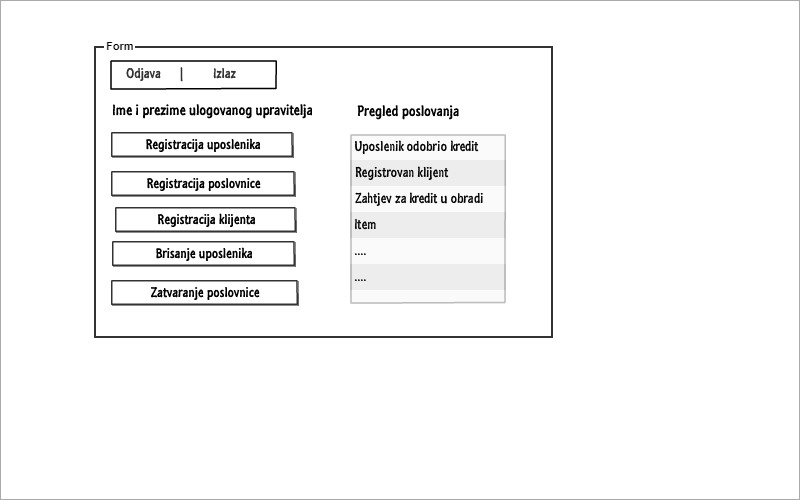 Form
Odjava | Izlaz
Ime i prezime ulogovanog upravitelja
Registracija uposlenika
Registracija poslovnice
Registracija klijenta
Brisanje uposlenika
Zatvaranje poslovnice
Pregled poslovanja
Uposlenik odobrio kredit
Registrovan klijent
Zahtjev za kredit u obradi
Item
....
....